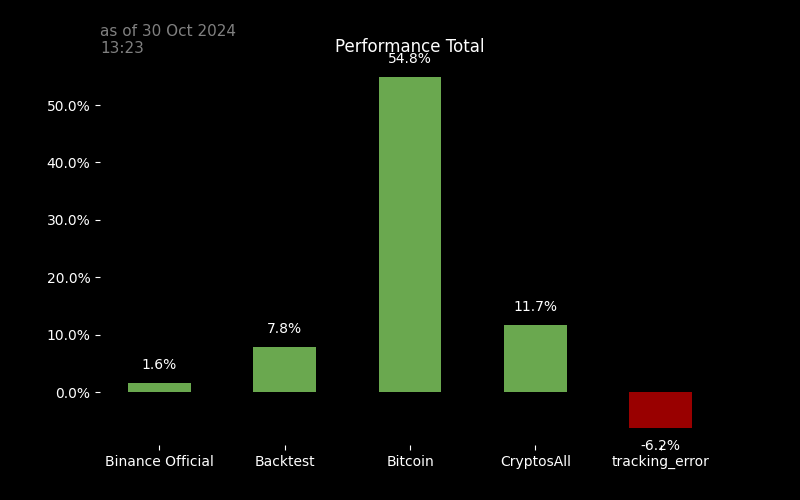 as of 30 Oct 2024
13:23
Performance Total
54.8%
50.0%
40.0%
30.0%
20.0%
11.7%
10.0%
7.8%
1.6%
0.0%
-6.2%
Binance Official
Backtest
Bitcoin
CryptosAll
tracking_error